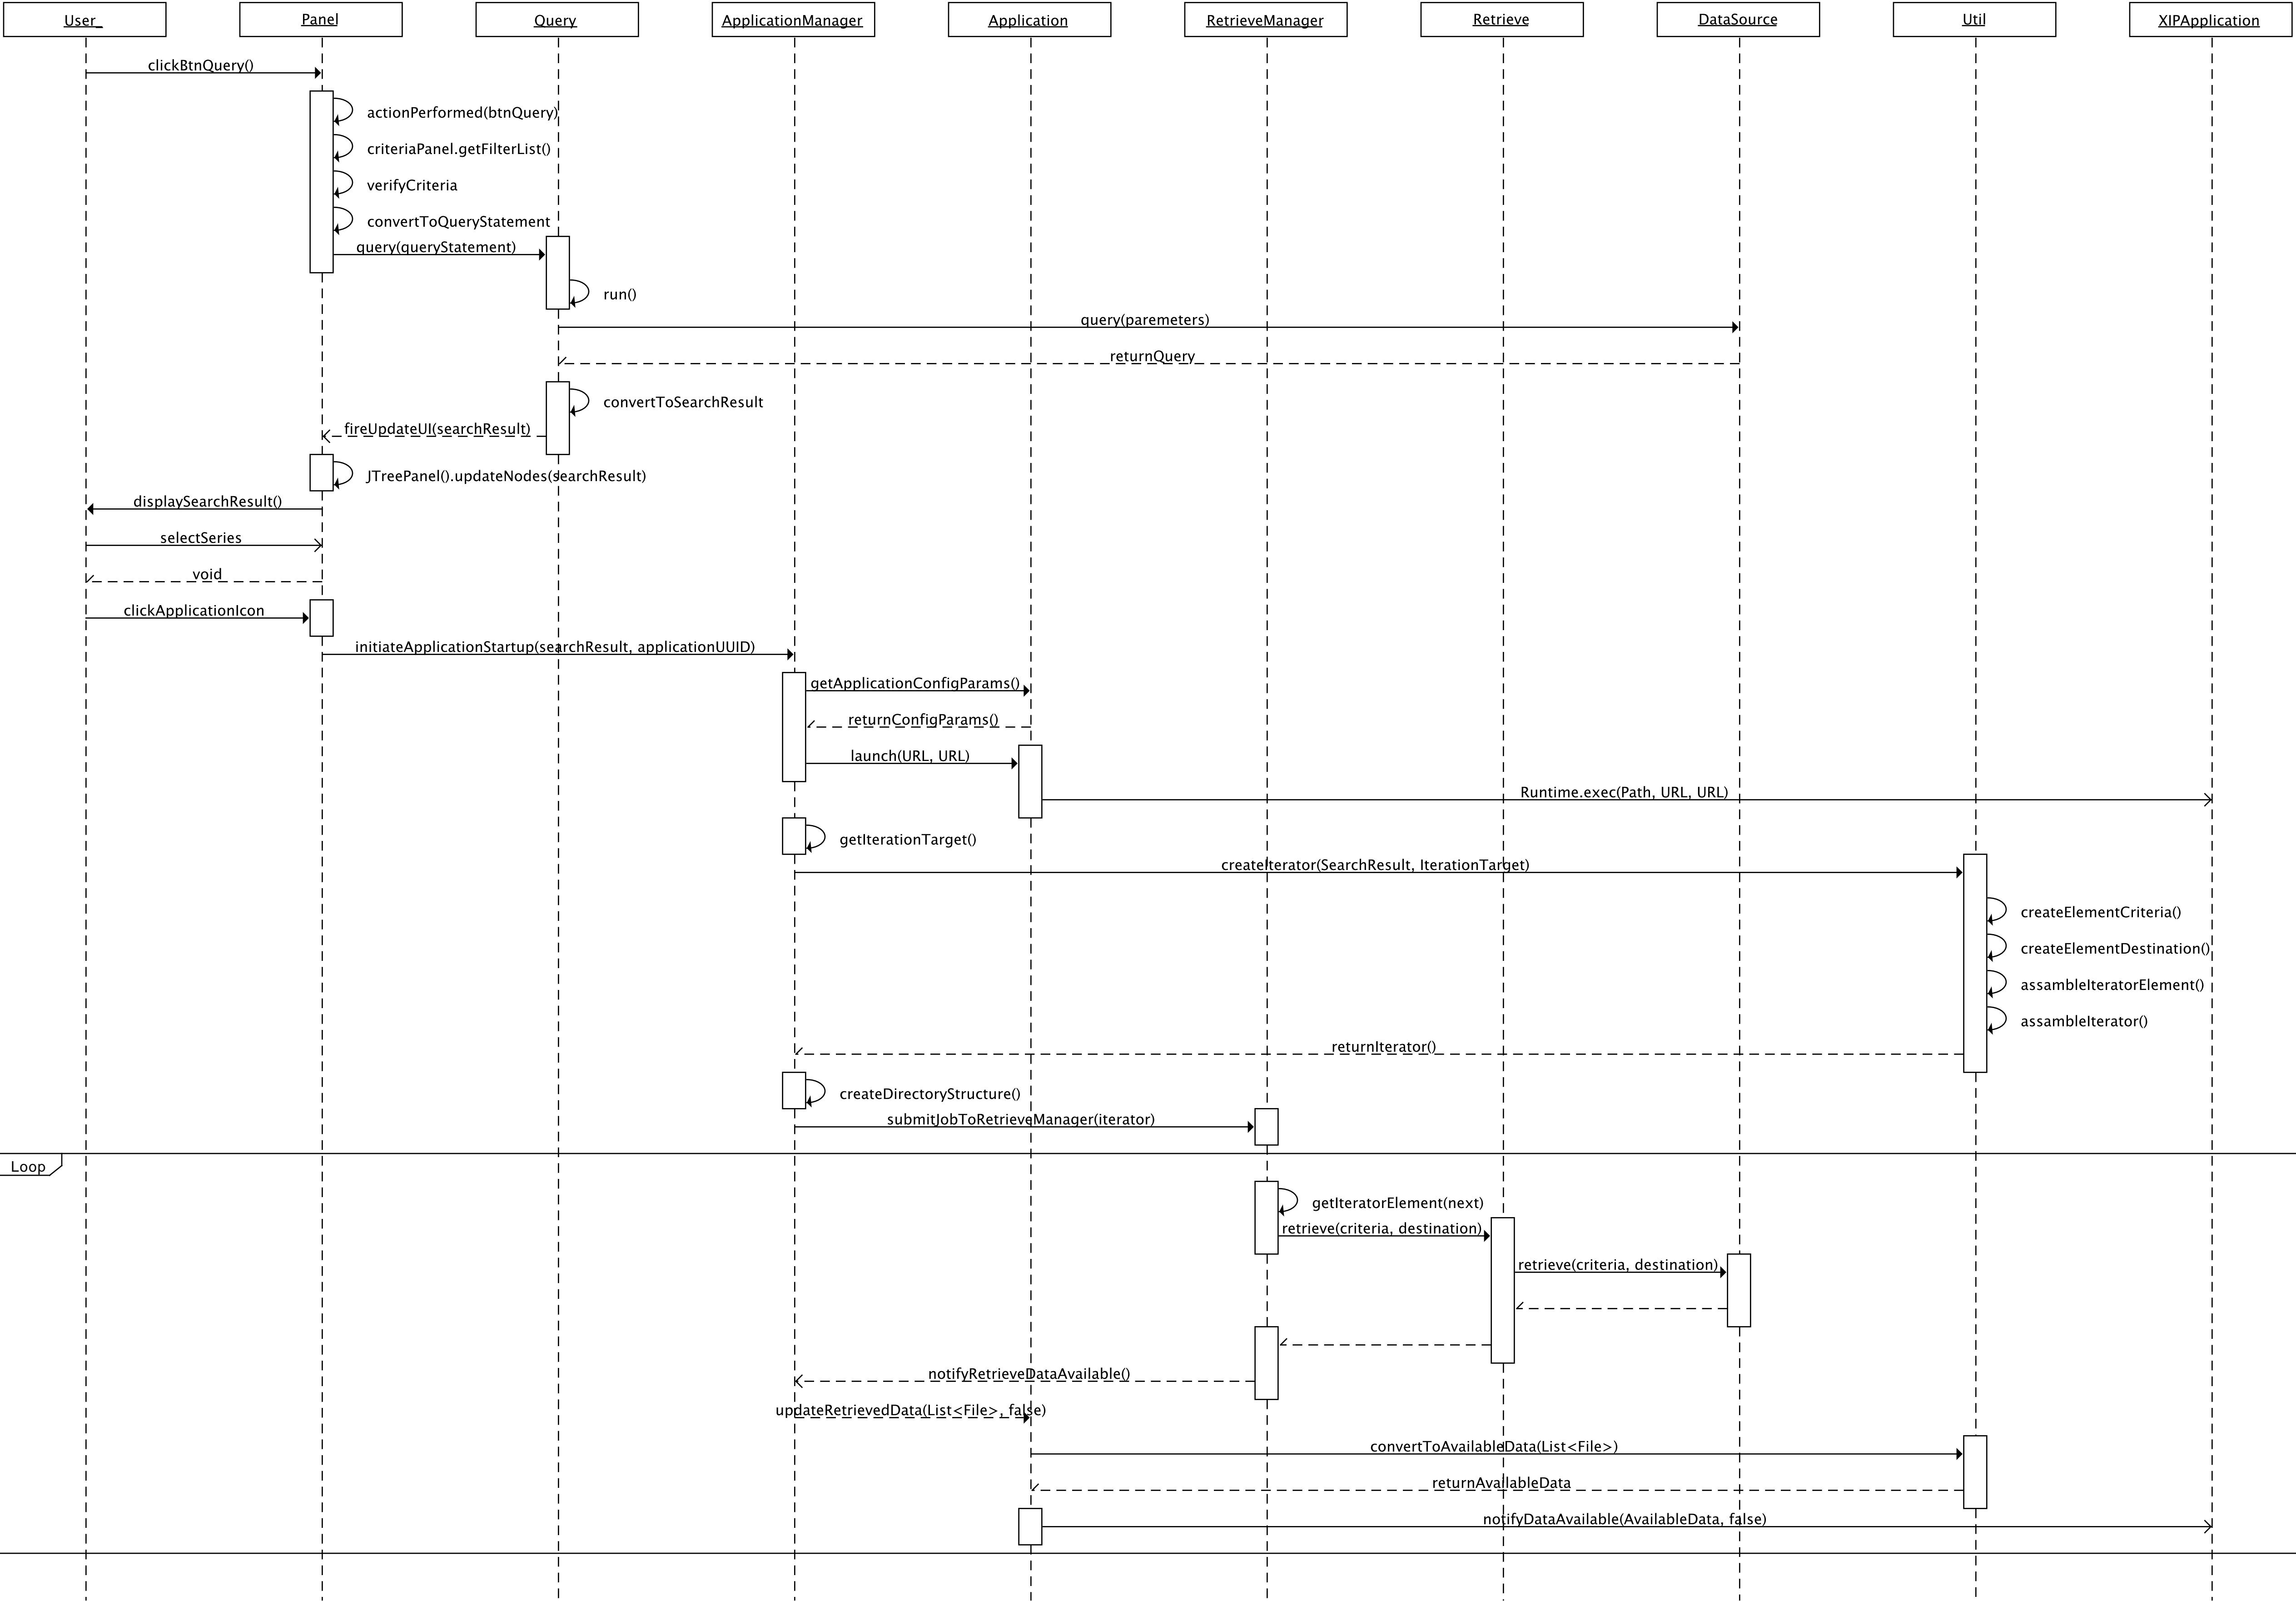 User_
Panel
Query
ApplicationManager
Application
RetrieveManager
Retrieve
DataSource
Util
XIPApplication
clickBtnQuery()
actionPerformed(btnQuery)
criteriaPanel.getFilterList()
verifyCriteria
convertToQueryStatement
query(queryStatement)
run()
query(paremeters)
returnQuery
convertToSearchResult
fireUpdateUI(searchResult)
JTreePanel().updateNodes(searchResult)
displaySearchResult()
selectSeries
void
clickApplicationIcon
initiateApplicationStartup(searchResult, applicationUUID)
getApplicationConfigParams()
returnConfigParams()
launch(URL, URL)
Runtime.exec(Path, URL, URL)
getIterationTarget()
createIterator(SearchResult, IterationTarget)
createElementCriteria()
createElementDestination()
assambleIteratorElement()
assambleIterator()
returnIterator()
createDirectoryStructure()
submitJobToRetrieveManager(iterator)
Loop
getIteratorElement(next)
retrieve(criteria, destination)
retrieve(criteria, destination)
notifyRetrieveDataAvailable()
updateRetrievedData(List<File>, false)
convertToAvailableData(List<File>)
returnAvailableData
notifyDataAvailable(AvailableData, false)